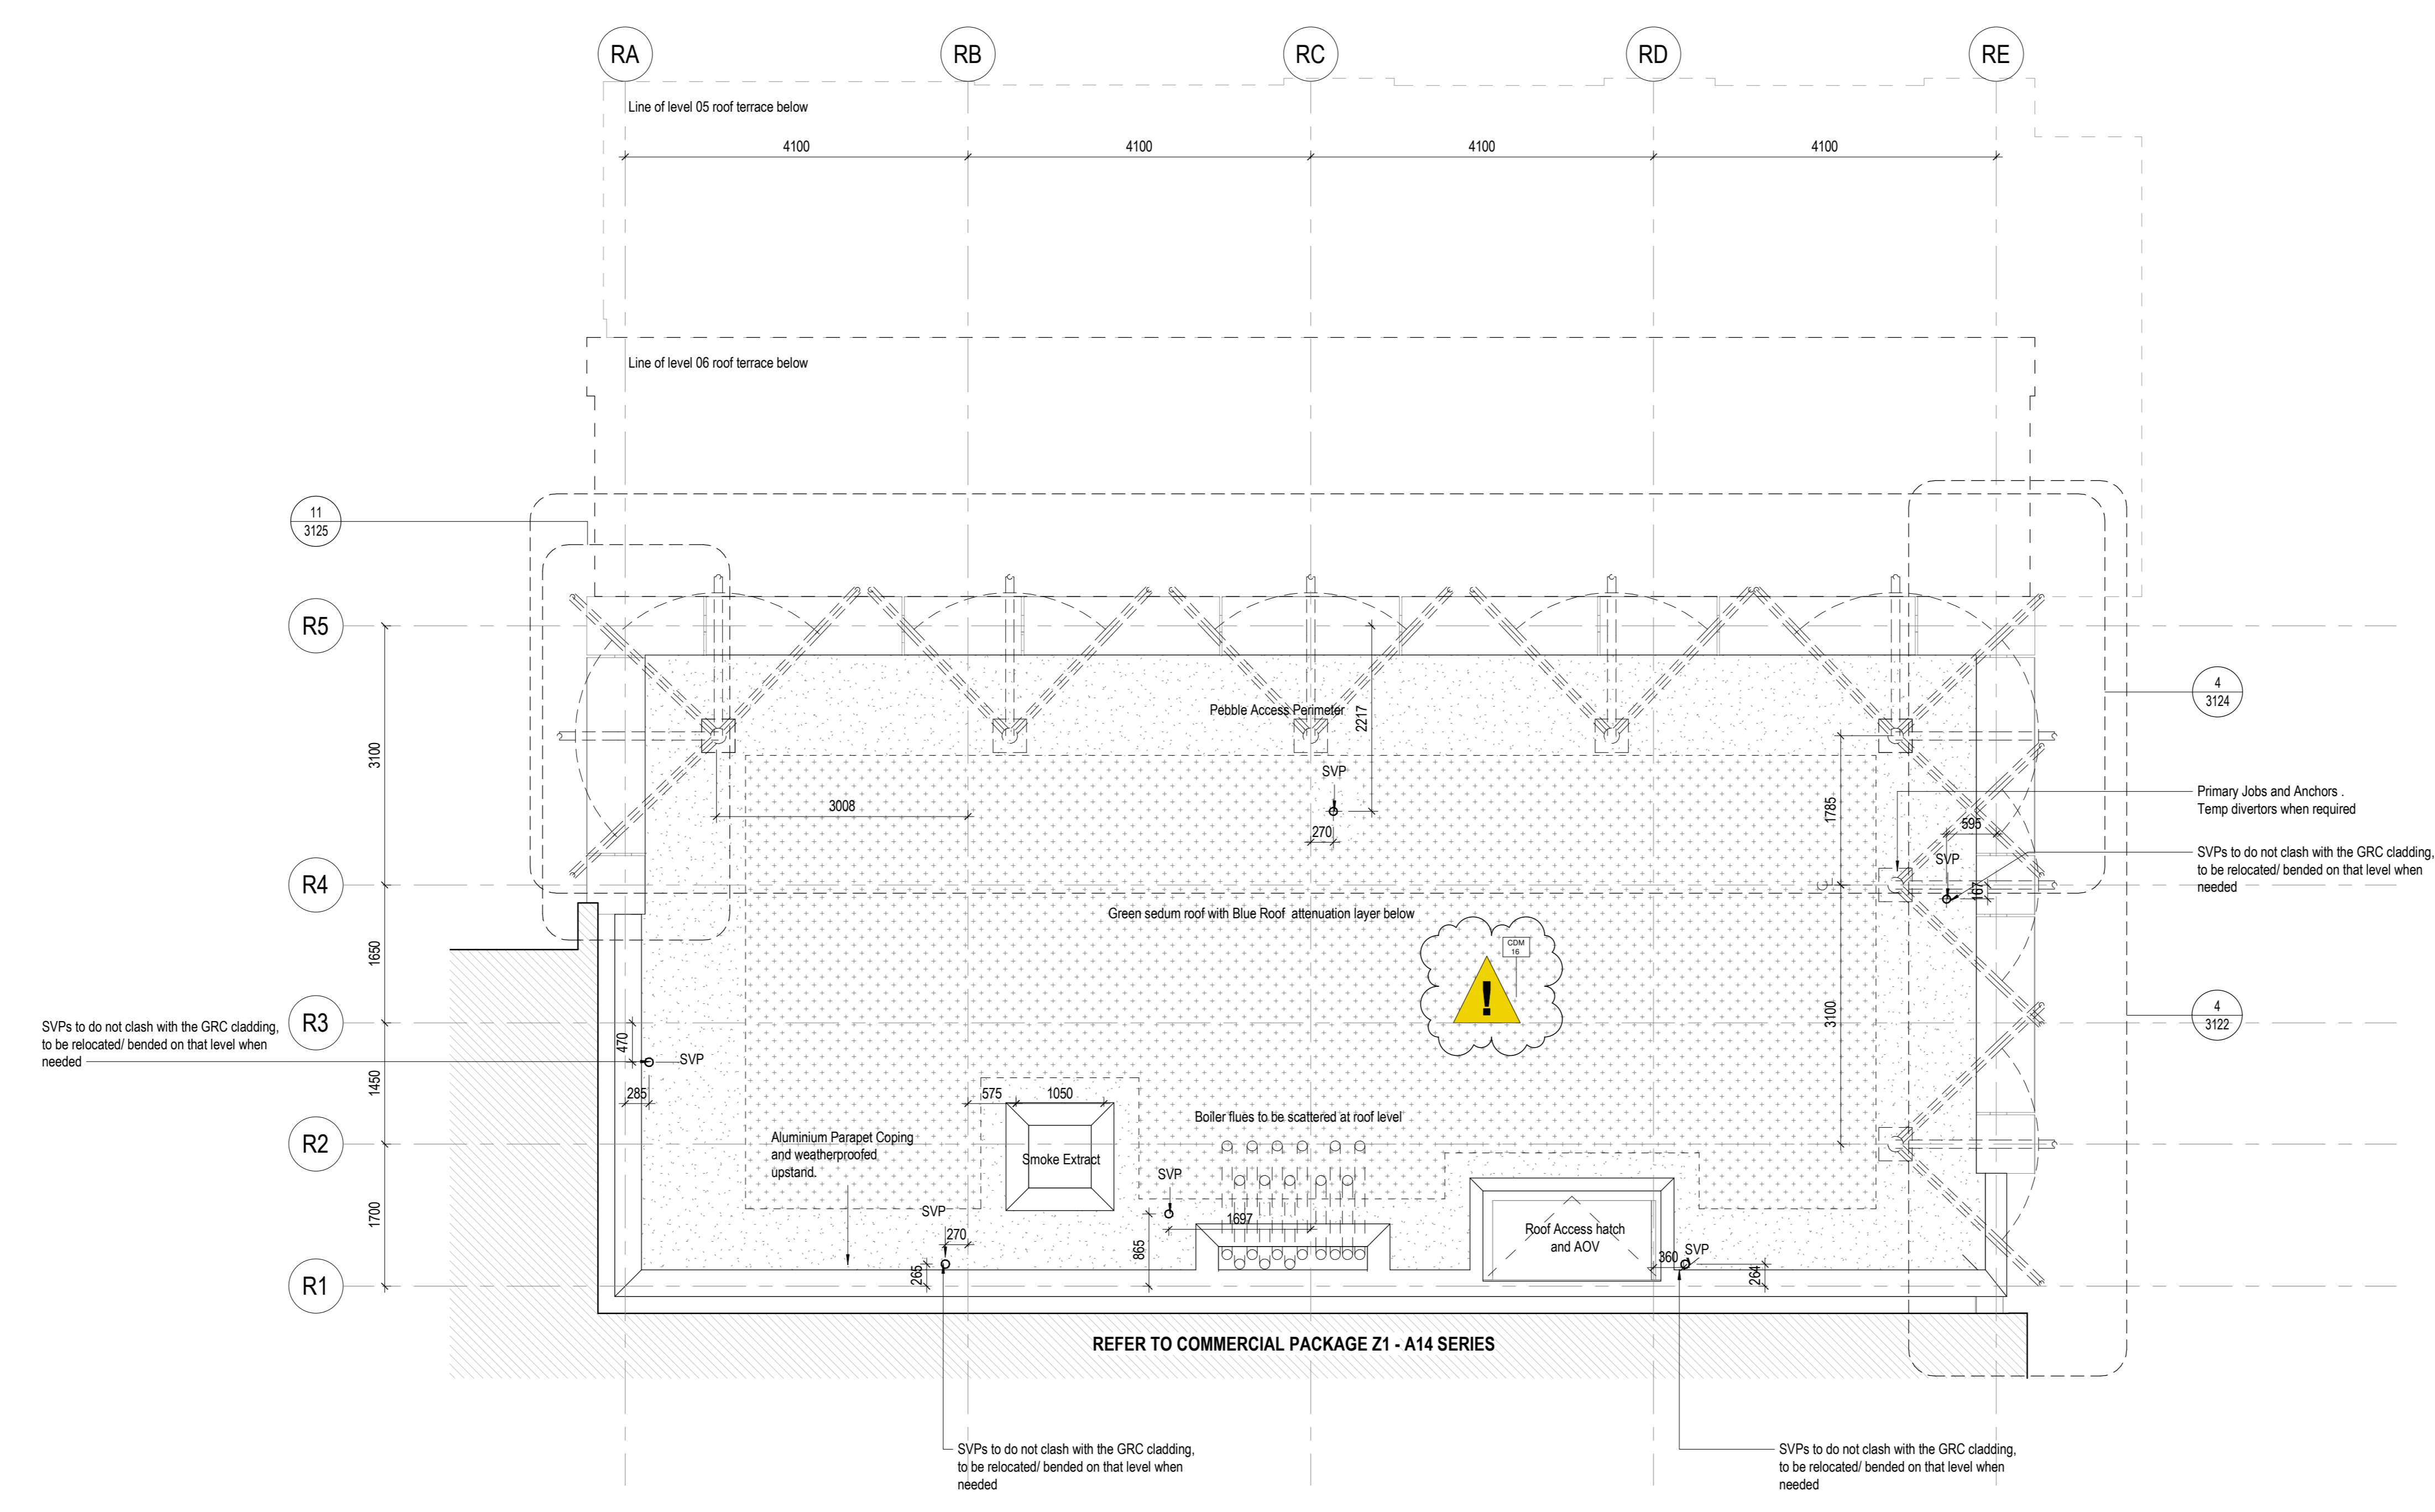 RA
RB
RC
RD
RE
Line of level 05 roof terrace below
4100
4100
4100
4100
Line of level 06 roof terrace below
11
3125
R5
4
3124
Pebble Access Perimeter
2217
3100
SVP
3008
270
1785
595
Primary Jobs and Anchors .
Temp divertors when required
SVP
167
SVPs to do not clash with the GRC cladding,
to be relocated/ bended on that level when
needed
R4
Green sedum roof with Blue Roof  attenuation layer below
CDM
16
!
1650
3100
4
3122
R3
SVPs to do not clash with the GRC cladding,
to be relocated/ bended on that level when
needed
470
SVP
285
1450
575
1050
Boiler flues to be scattered at roof level
R2
Aluminium Parapet Coping
and weatherproofed
upstand.
Smoke Extract
SVP
SVP
1700
270
265
865
1697
Roof Access hatch
and AOV
360
SVP
264
R1
REFER TO COMMERCIAL PACKAGE Z1 - A14 SERIES
SVPs to do not clash with the GRC cladding,
to be relocated/ bended on that level when
needed
SVPs to do not clash with the GRC cladding,
to be relocated/ bended on that level when
needed